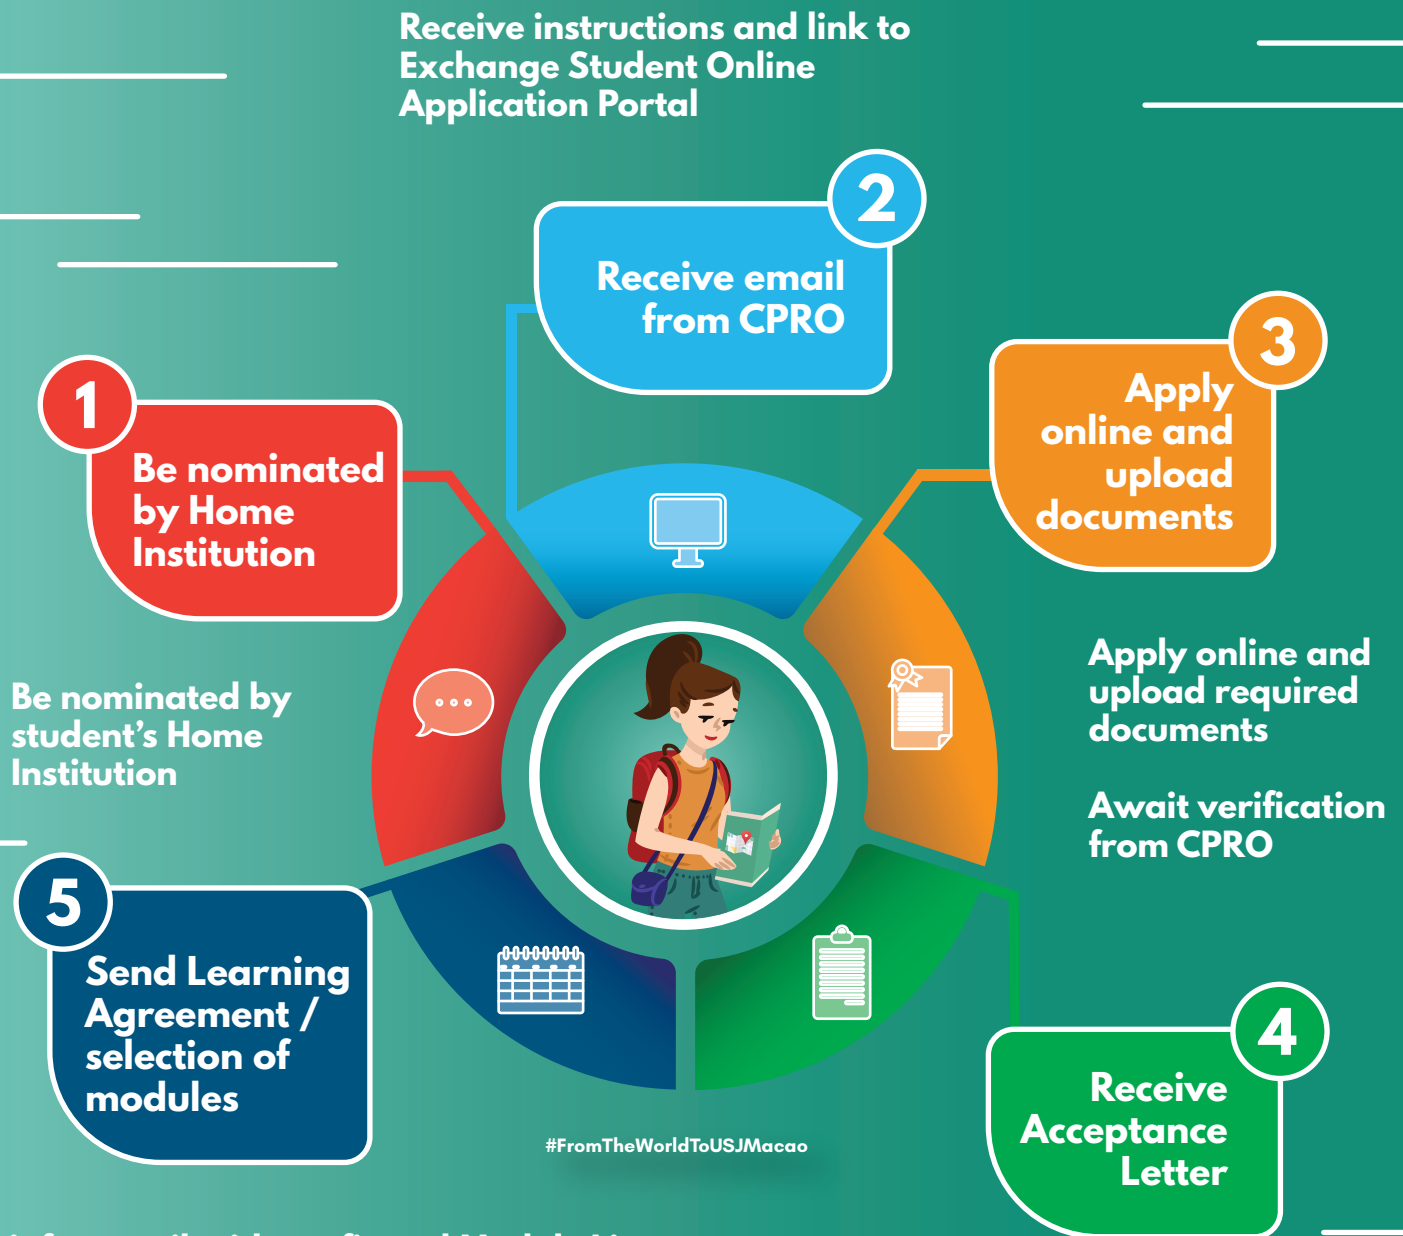 Receive instructions and link to
Exchange Student Online
Application Portal
2
Receive email
from CPRO
3
Apply
online and
upload
documents
1
Be nominated
by Home
Institution
Be nominated by
student's Home
Institution
Apply online and
upload required
documents
Await verification
from CPRO
5
Send Learning
Agreement /
selection of
modules
4
Receive
Acceptance
Letter
#FromTheWorldToUSJMacao